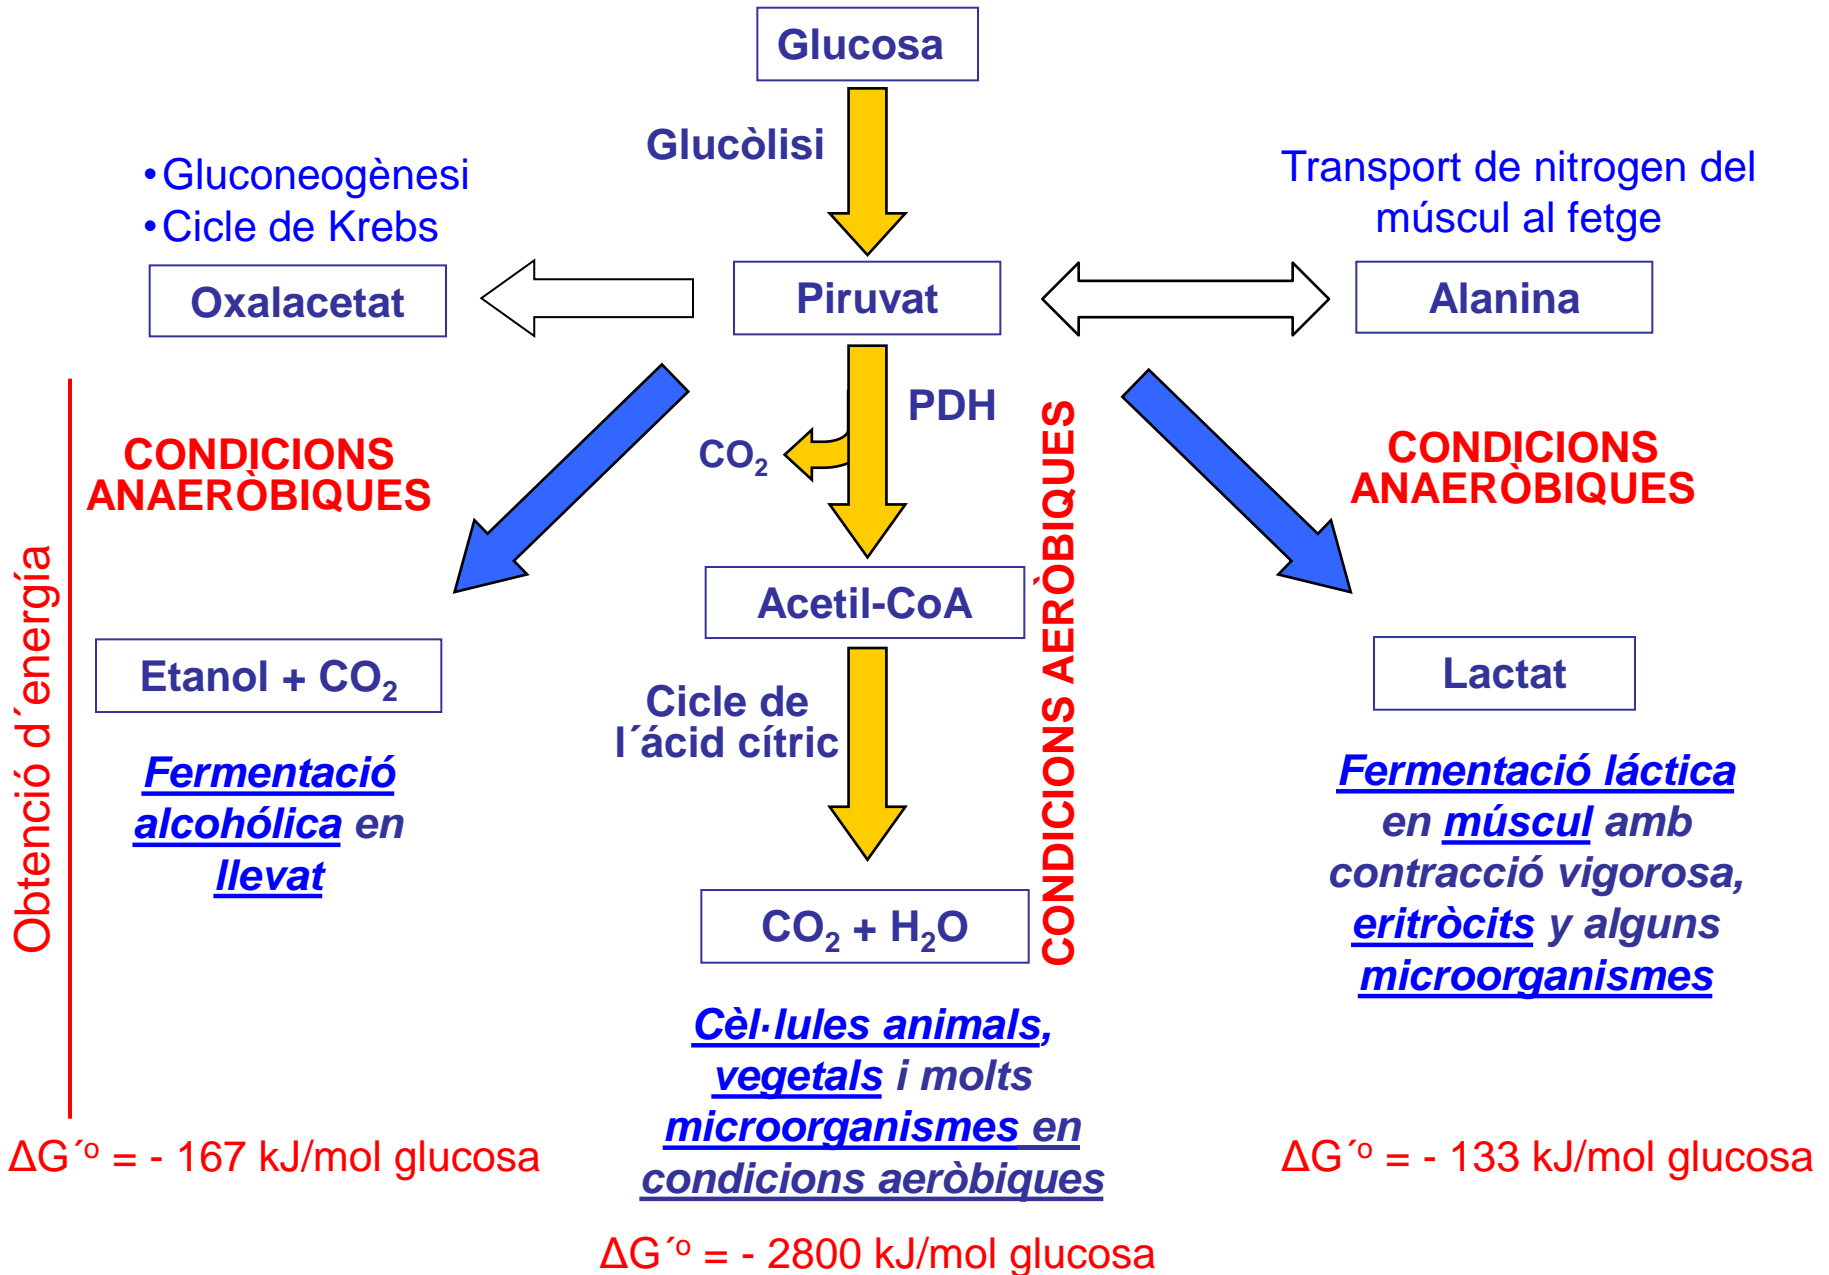 Glucosa
Glucòlisi
•Gluconeogènesi
•Cicle de Krebs
Transport de nitrogen del
múscul al fetge
Oxalacetat
Piruvat
Alanina
PDH
CO₂
CONDICIONS
ANAERÒBIQUES
CONDICIONS AERÒBIQUES
CONDICIONS
ANAERÒBIQUES
Obtenció d´energía
Acetil-CoA
Etanol + CO₂
Cicle de
l´ácid cítric
Lactat
Fermentació
alcohólica en
llevat
Fermentació láctica
en múscul amb
contracció vigorosa,
eritròcits y alguns
microorganismes
CO₂ + H₂O
Cèl·lules animals,
vegetals i molts
microorganismes en
condicions aeròbiques
ΔG´º = - 167 kJ/mol glucosa
ΔG´º = - 133 kJ/mol glucosa
ΔG´º = - 2800 kJ/mol glucosa